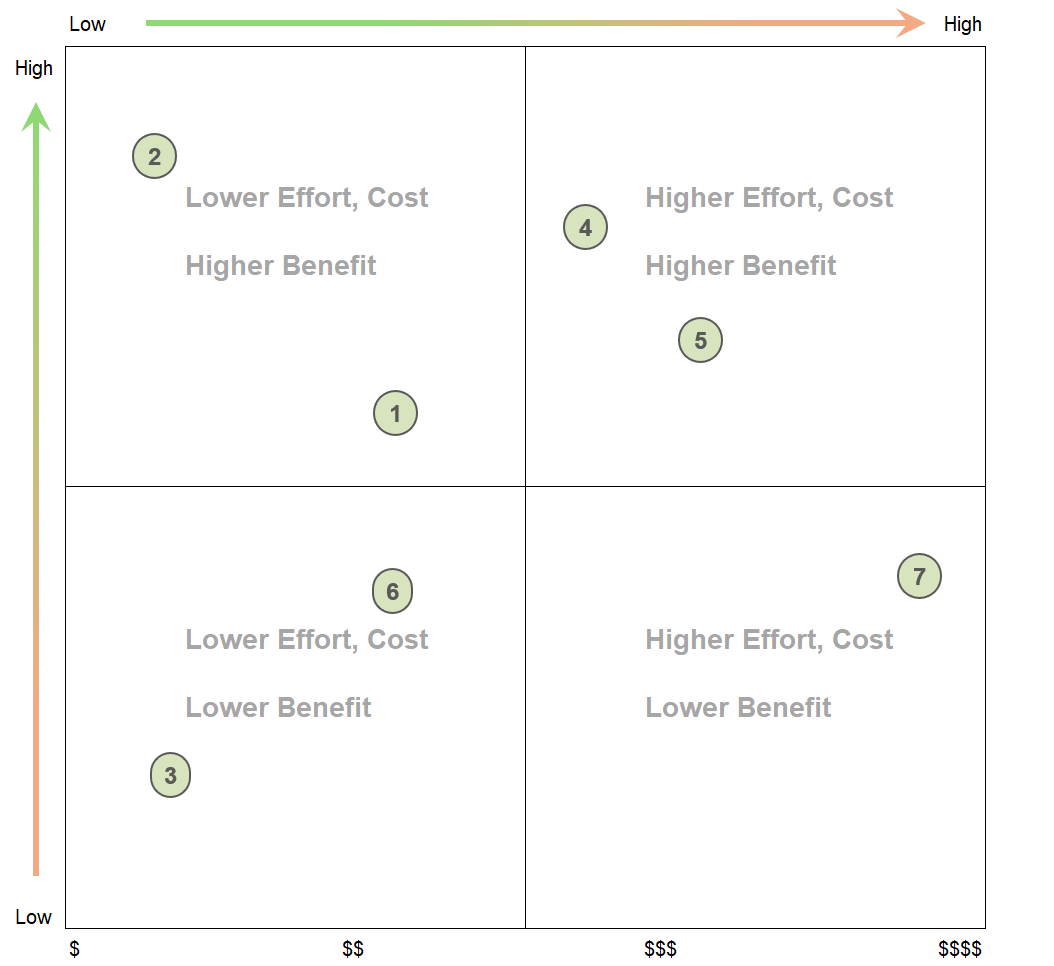 Low High
High
2
Lower Effort, Cost Higher Effort, Cost
4
Higher Benefit Higher Benefit
5
1
7
6
Lower Effort, Cost Higher Effort, Cost
Lower Benefit Lower Benefit
3
Low
$ $$ $$$ $$$$